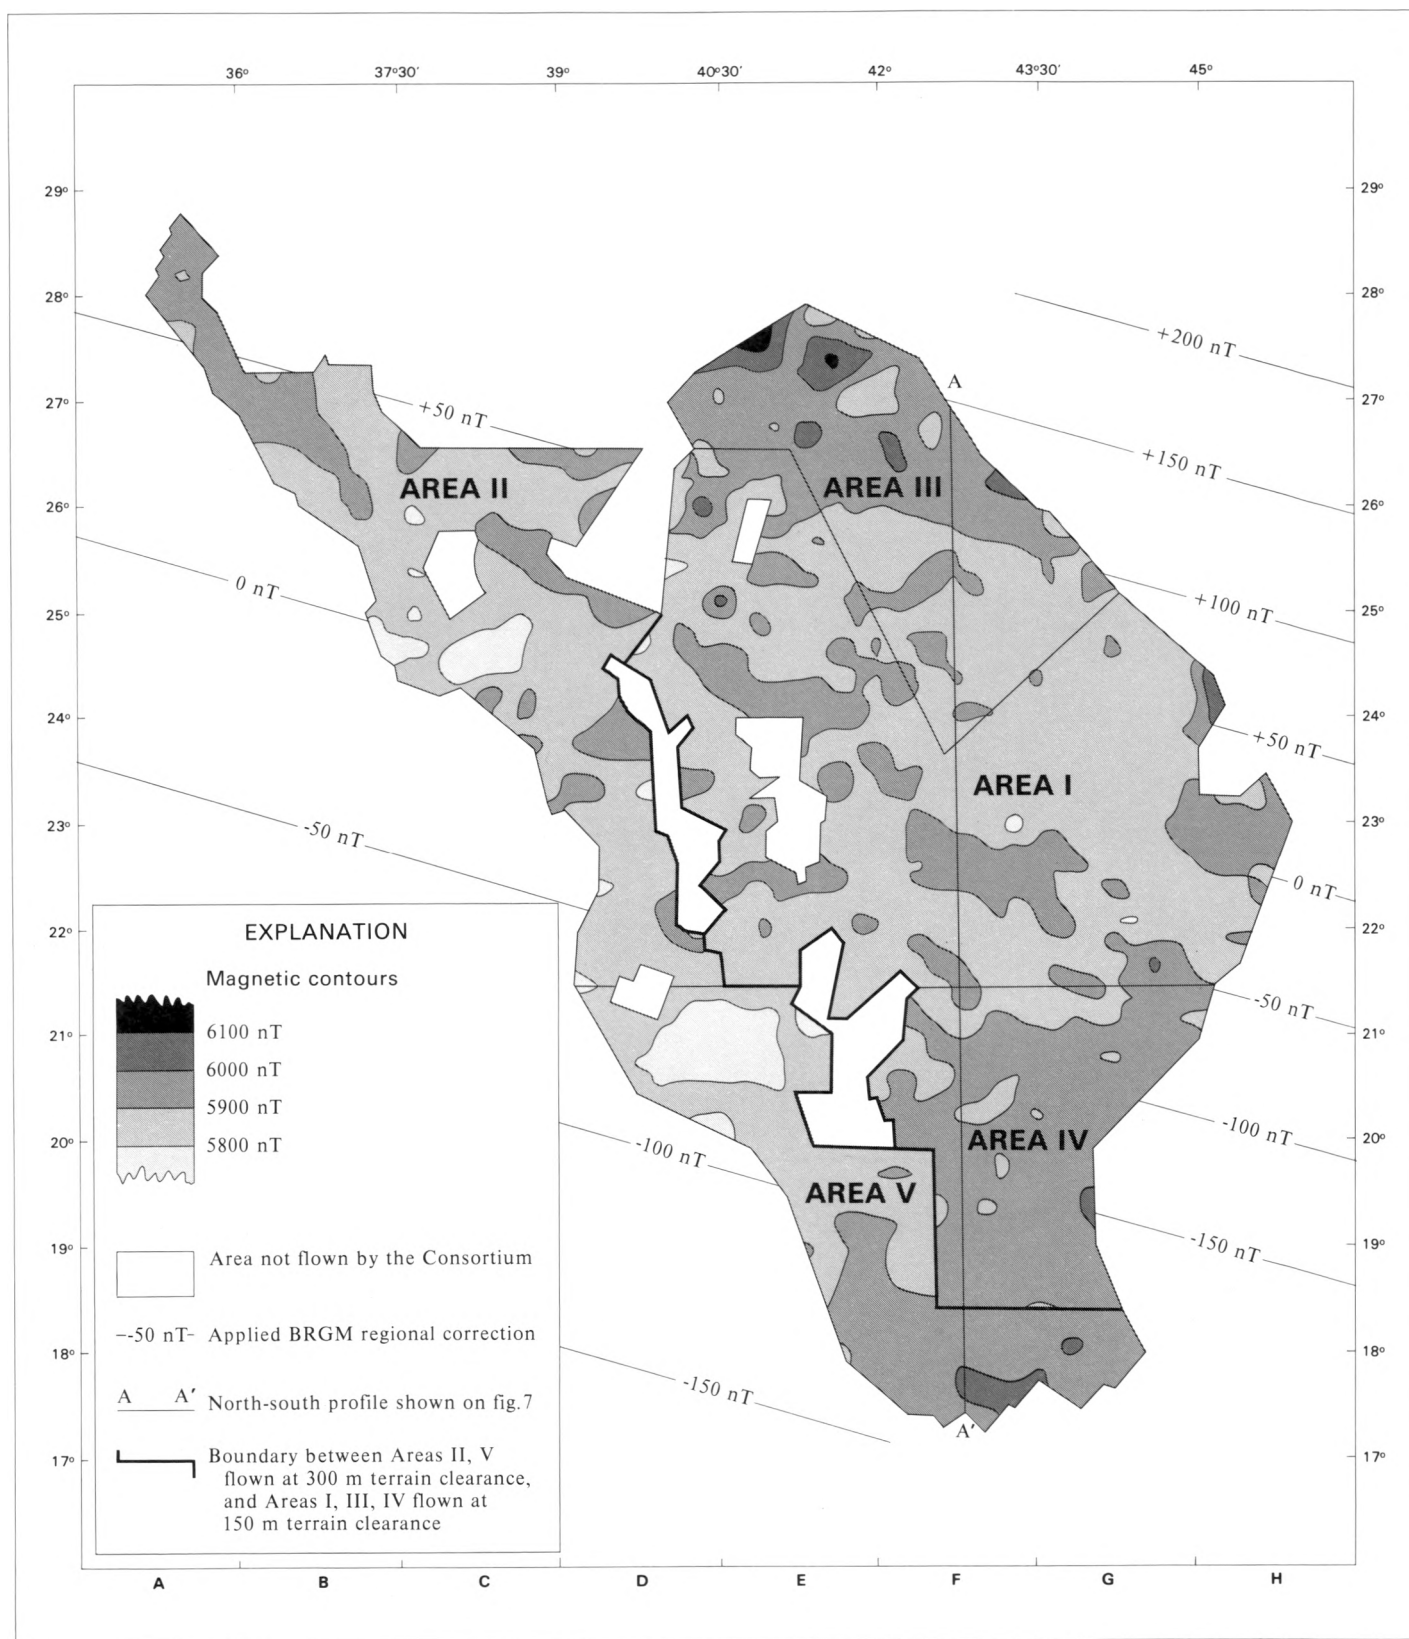 36° 37°30′ 39° 40°30′ 42° 43°30′ 45°
29° 29°
28° 28°
+200 nT
A
27° 27°
+50 nT
+150 nT
AREA II AREA III
26° 26°
0 nT
+100 nT
25° 25°
24° 24°
+50 nT
AREA I
23° 23°
-50 nT
0 nT
22° 22°
-50 nT
21° 21°
-100 nT
20° 20°
-100 nT
AREA IV
AREA V
19° 19°
-150 nT
18° 18°
-150 nT
A′
17° 17°
EXPLANATION
Magnetic contours
6100 nT
6000 nT
5900 nT
5800 nT
Area not flown by the Consortium
–-50 nT- Applied BRGM regional correction
A A′ North-south profile shown on fig.7
Boundary between Areas II, V
flown at 300 m terrain clearance,
and Areas I, III, IV flown at
150 m terrain clearance
A B C D E F G H